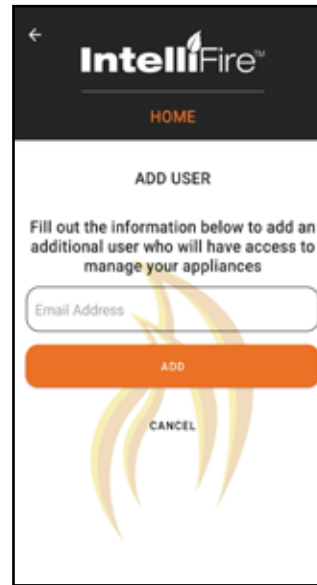 IntelliFire™
HOME
ADD USER
Fill out the information below to add an
additional user who will have access to
manage your appliances
Email Address
ADD
CANCEL